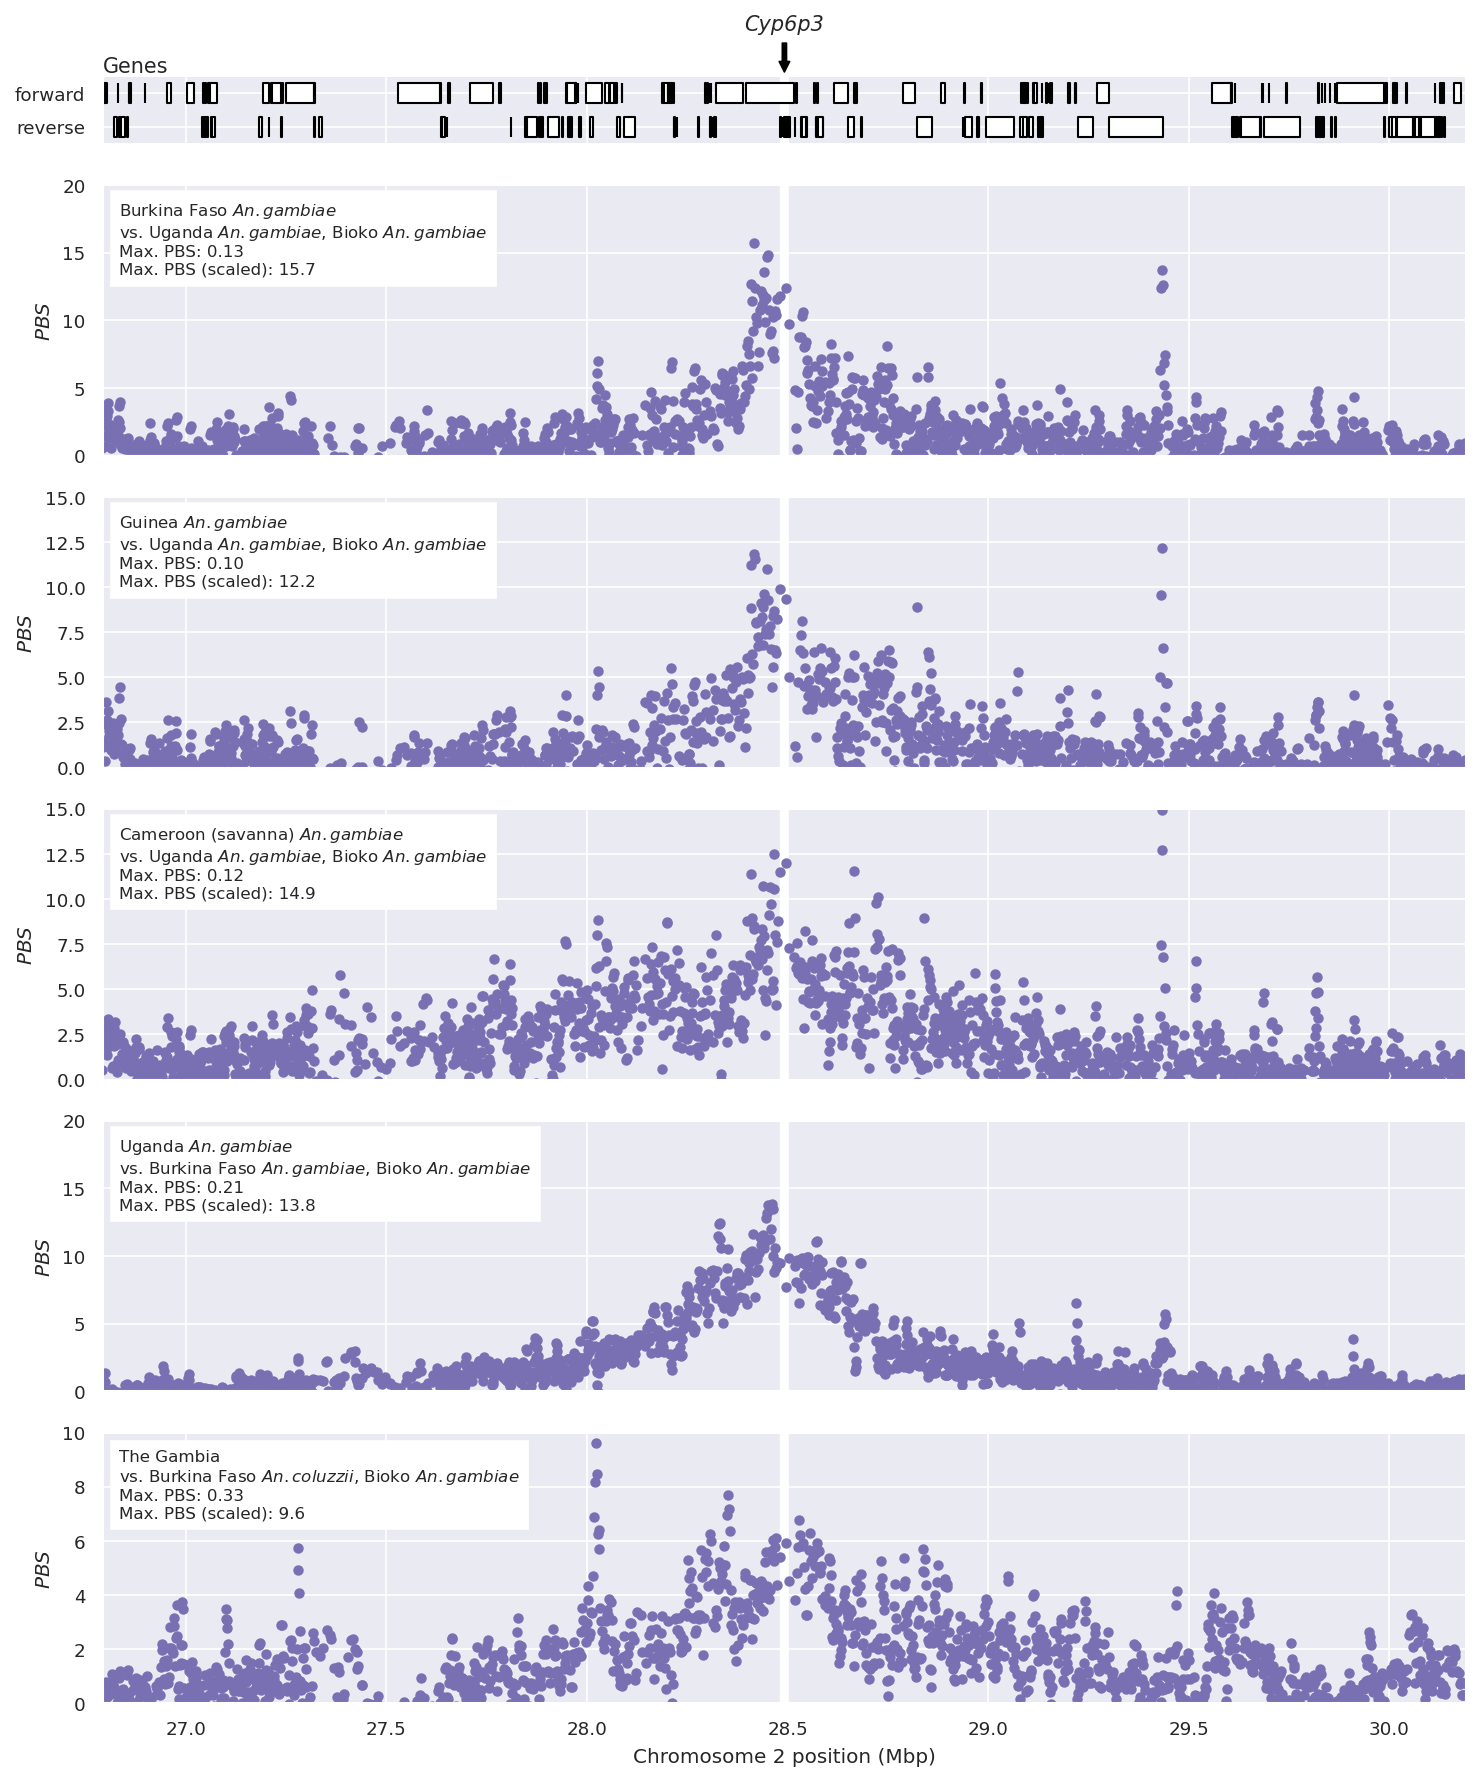 Cyp6p3
Genes
forward
reverse
20
15
10
5
0
PBS
Burkina Faso An. gambiae
vs. Uganda An. gambiae, Bioko An. gambiae
Max. PBS: 0.13
Max. PBS (scaled): 15.7
15.0
12.5
10.0
7.5
5.0
2.5
0.0
PBS
Guinea An. gambiae
vs. Uganda An. gambiae, Bioko An. gambiae
Max. PBS: 0.10
Max. PBS (scaled): 12.2
15.0
12.5
10.0
7.5
5.0
2.5
0.0
PBS
Cameroon (savanna) An. gambiae
vs. Uganda An. gambiae, Bioko An. gambiae
Max. PBS: 0.12
Max. PBS (scaled): 14.9
20
15
10
5
0
PBS
Uganda An. gambiae
vs. Burkina Faso An. gambiae, Bioko An. gambiae
Max. PBS: 0.21
Max. PBS (scaled): 13.8
10
8
6
4
2
0
PBS
The Gambia
vs. Burkina Faso An. coluzzii, Bioko An. gambiae
Max. PBS: 0.33
Max. PBS (scaled): 9.6
27.0 27.5 28.0 28.5 29.0 29.5 30.0
Chromosome 2 position (Mbp)